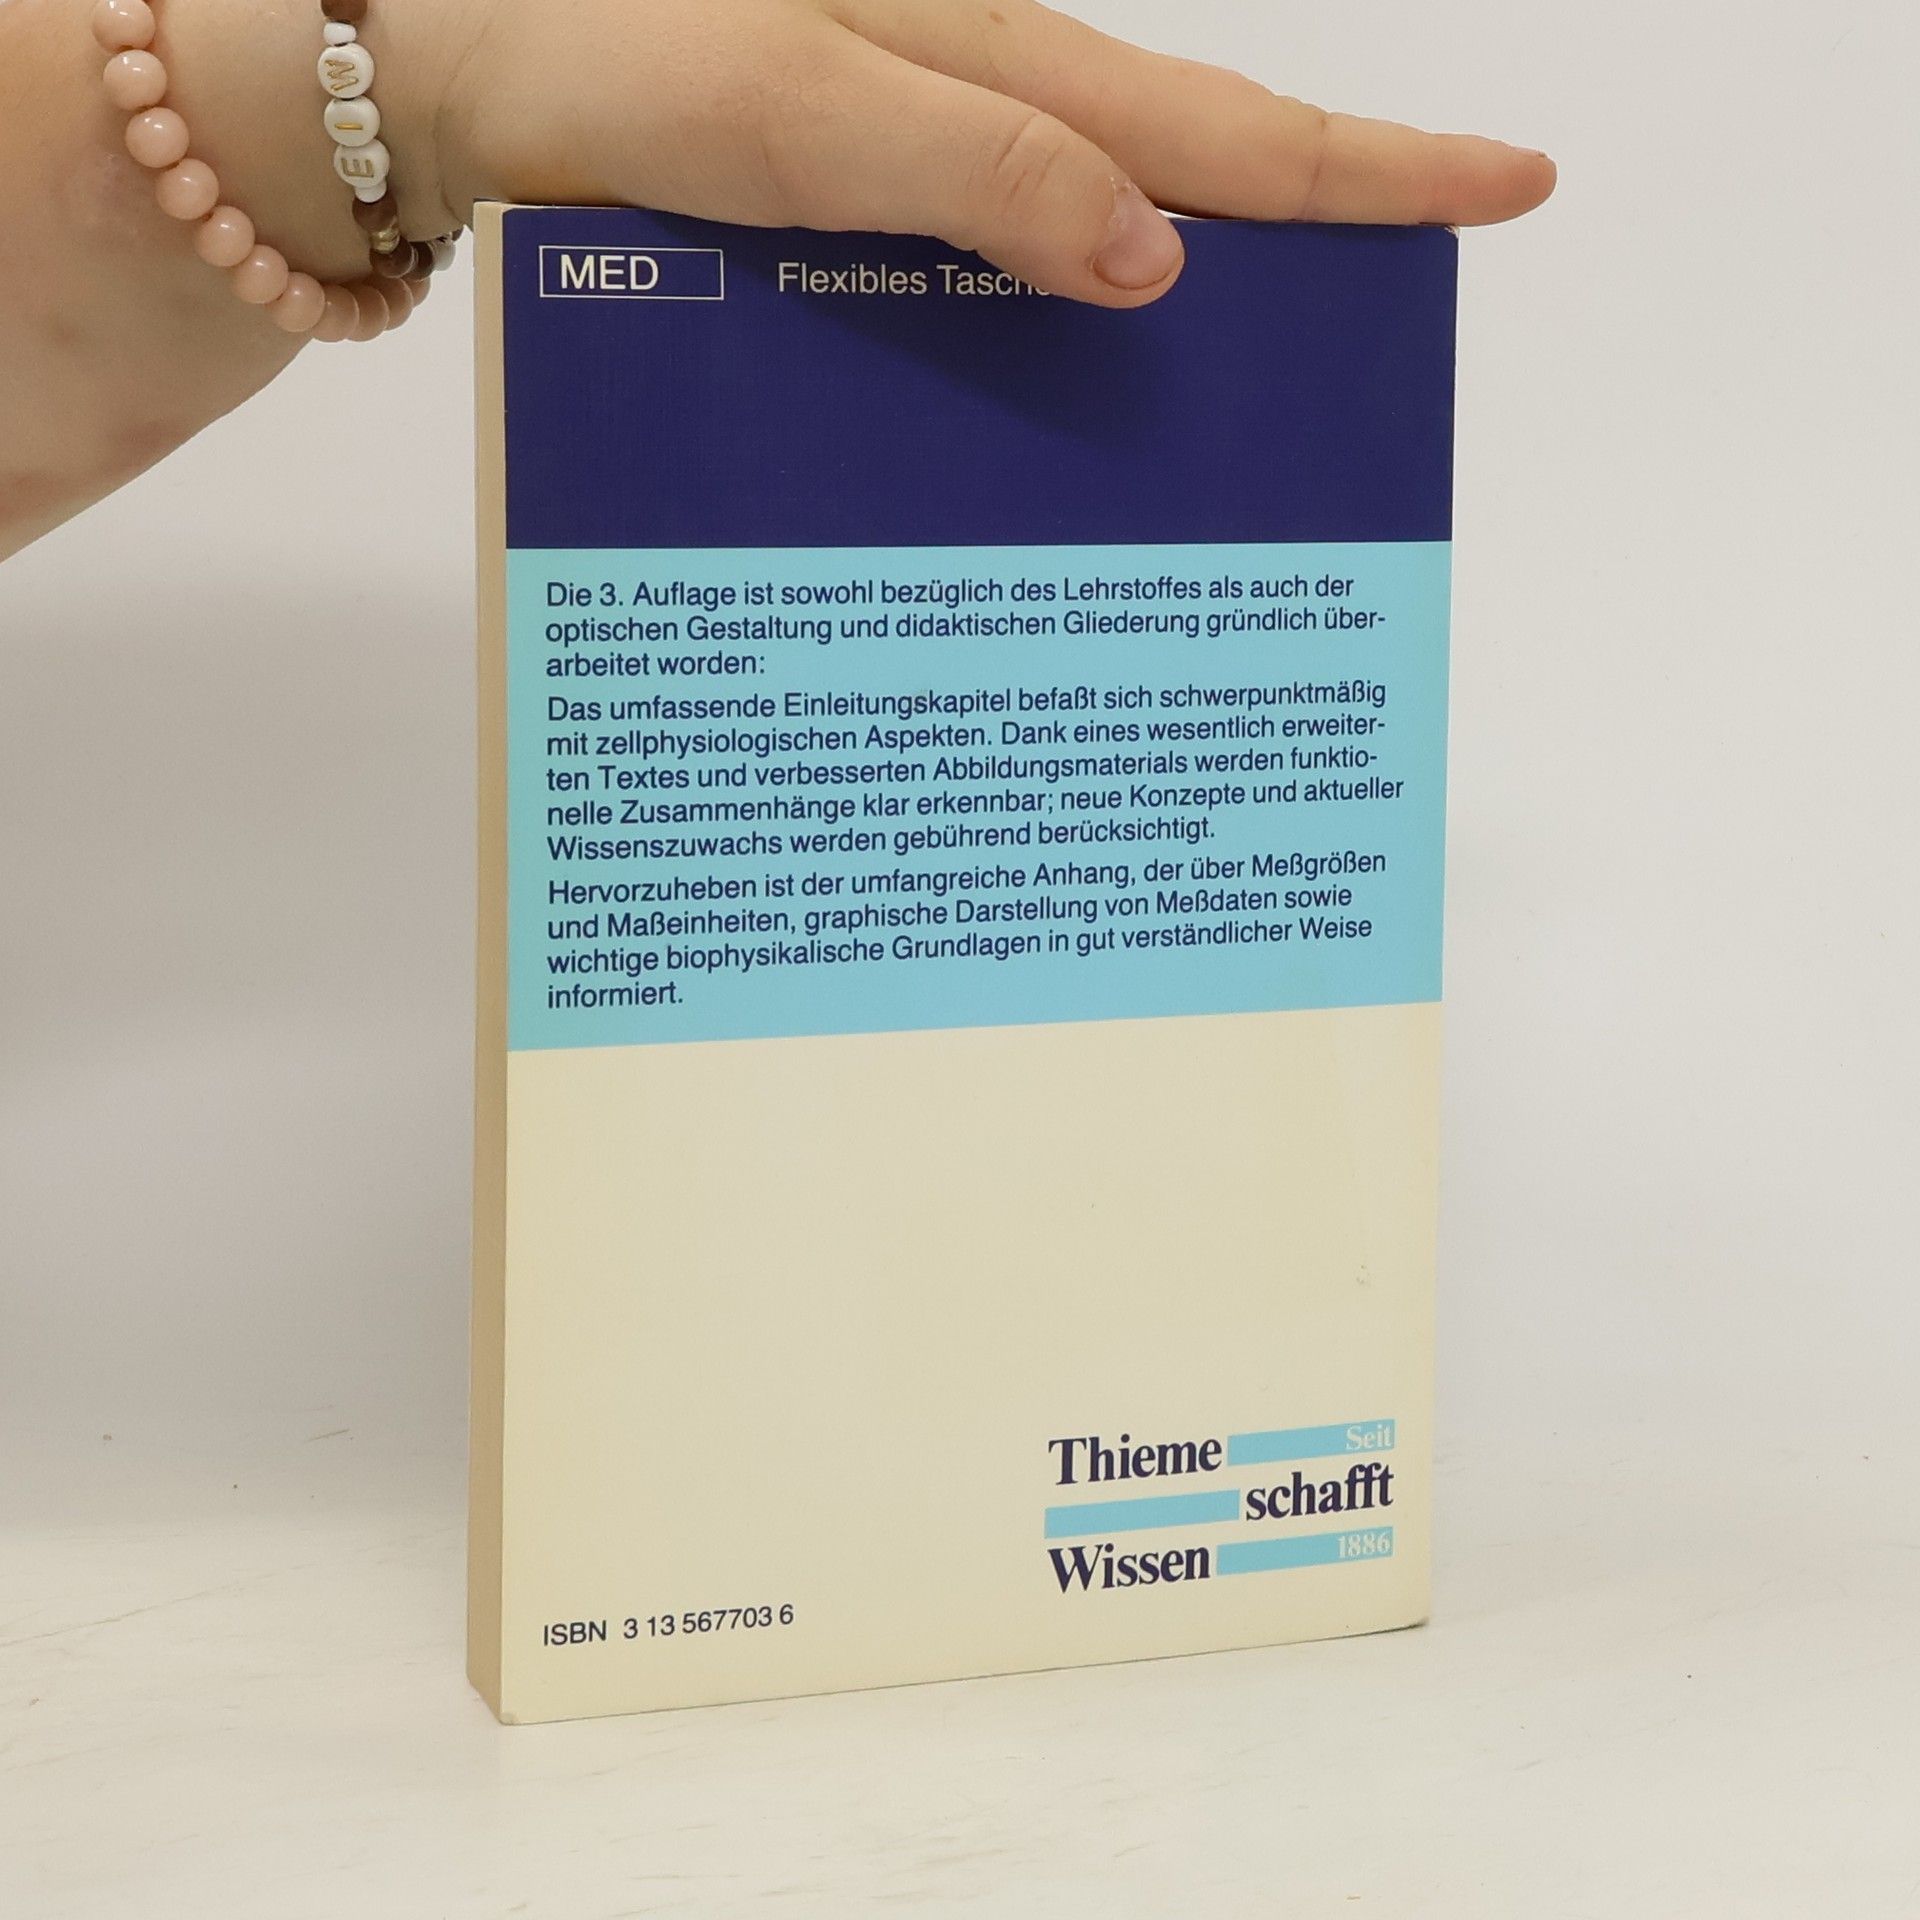 W
I
E
MED
Flexibles
Die 3. Auflage ist sowohl bezüglich des Lehrstoffes als auch der
optischen Gestaltung und didaktischen Gliederung gründlich über-
arbeitet worden:
Das umfassende Einleitungskapitel befaßt sich schwerpunktmäßig
mit zellphysiologischen Aspekten. Dank eines wesentlich erweiter-
ten Textes und verbesserten Abbildungsmaterials werden funktio-
nelle Zusammenhänge klar erkennbar; neue Konzepte und aktueller
Wissenszuwachs werden gebührend berücksichtigt.
Hervorzuheben ist der umfangreiche Anhang, der über Meßgrößen
und Maßeinheiten, graphische Darstellung von Meßdaten sowie
wichtige biophysikalische Grundlagen in gut verständlicher Weise
informiert.
Thieme Seit
schafft
Wissen 1886
ISBN 3 13 567703 6